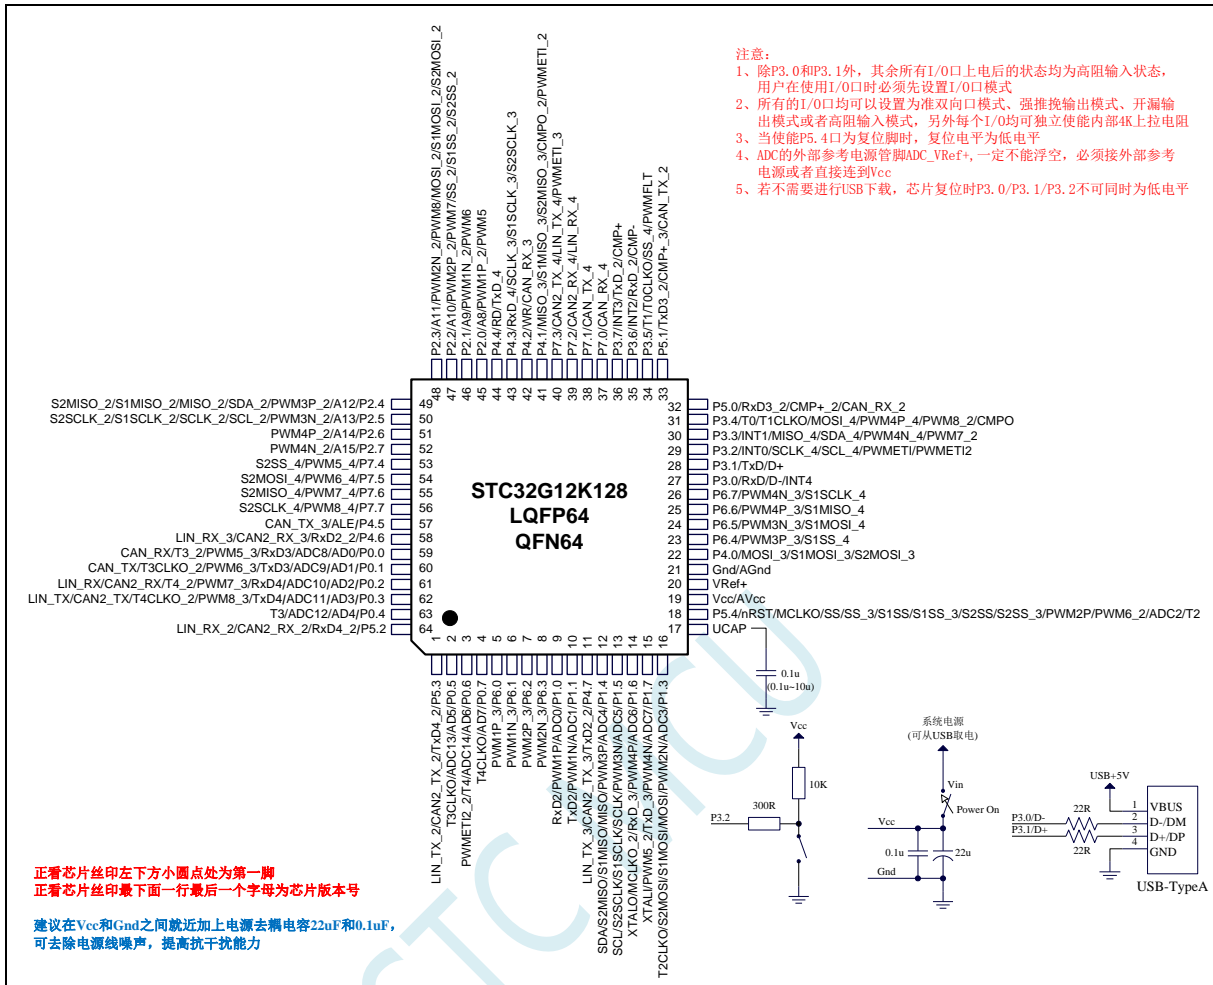 注意：
1、除P3.0和P3.1外，其余所有I/O口上电后的状态均为高阻输入状态，
用户在使用I/O口时必须先设置I/O口模式
2、所有的I/O口均可以设置为准双向口模式、强推挽输出模式、开漏输
出模式或者高阻输入模式，另外每个I/O均可独立使能内部4K上拉电阻
3、当使能P5.4口为复位脚时，复位电平为低电平
4、ADC的外部参考电源管脚ADC_VRef+,一定不能浮空，必须接外部参考
电源或者直接连到Vcc
5、若不需要进行USB下载，芯片复位时P3.0/P3.1/P3.2不可同时为低电平
P2.3/A11/PWM2N_2/PWM8/MOSI_2/S1MOSI_2/S2MOSI_2
P2.2/A10/PWM2P_2/PWM7/SS_2/S1SS_2/S2SS_2
P2.1/A9/PWM1N_2/PWM6
P2.0/A8/PWM1P_2/PWM5
P4.4/RD/TxD_4
P4.3/RxD_4/SCLK_3/S1SCLK_3/S2SCLK_3
P4.2/WR/CAN_RX_3
P4.1/MISO_3/S1MISO_3/S2MISO_3/CMPO_2/PWMETI_2
P7.3/CAN2_TX_4/LIN_TX_4/PWMETI_3
P7.2/CAN2_RX_4/LIN_RX_4
P7.1/CAN_TX_4
P7.0/CAN_RX_4
P3.7/INT3/TxD_2/CMP+
P3.6/INT2/RxD_2/CMP-
P3.5/T1/T0CLKO/SS_4/PWMFLT
P5.1/TxD3_2/CMP+_3/CAN_TX_2
48 47 46 45 44 43 42 41 40 39 38 37 36 35 34 33
S2MISO_2/S1MISO_2/MISO_2/SDA_2/PWM3P_2/A12/P2.4 49
S2SCLK_2/S1SCLK_2/SCLK_2/SCL_2/PWM3N_2/A13/P2.5 50
PWM4P_2/A14/P2.6 51
PWM4N_2/A15/P2.7 52
S2SS_4/PWM5_4/P7.4 53
S2MOSI_4/PWM6_4/P7.5 54
S2MISO_4/PWM7_4/P7.6 55
S2SCLK_4/PWM8_4/P7.7 56
CAN_TX_3/ALE/P4.5 57
LIN_RX_3/CAN2_RX_3/RxD2_2/P4.6 58
CAN_RX/T3_2/PWM5_3/RxD3/ADC8/AD0/P0.0 59
CAN_TX/T3CLKO_2/PWM6_3/TxD3/ADC9/AD1/P0.1 60
LIN_RX/CAN2_RX/T4_2/PWM7_3/RxD4/ADC10/AD2/P0.2 61
LIN_TX/CAN2_TX/T4CLKO_2/PWM8_3/TxD4/ADC11/AD3/P0.3 62
T3/ADC12/AD4/P0.4 63
LIN_RX_2/CAN2_RX_2/RxD4_2/P5.2 64
STC32G12K128
LQFP64
QFN64
32 P5.0/RxD3_2/CMP+_2/CAN_RX_2
31 P3.4/T0/T1CLKO/MOSI_4/PWM4P_4/PWM8_2/CMPO
30 P3.3/INT1/MISO_4/SDA_4/PWM4N_4/PWM7_2
29 P3.2/INT0/SCLK_4/SCL_4/PWMETI/PWMETI2
28 P3.1/TxD/D+
27 P3.0/RxD/D-/INT4
26 P6.7/PWM4N_3/S1SCLK_4
25 P6.6/PWM4P_3/S1MISO_4
24 P6.5/PWM3N_3/S1MOSI_4
23 P6.4/PWM3P_3/S1SS_4
22 P4.0/MOSI_3/S1MOSI_3/S2MOSI_3
21 Gnd/AGnd
20 VRef+
19 Vcc/AVcc
18 P5.4/nRST/MCLKO/SS/SS_3/S1SS/S1SS_3/S2SS/S2SS_3/PWM2P/PWM6_2/ADC2/T2
17 UCAP
1 2 3 4 5 6 7 8 9 10 11 12 13 14 15 16
LIN_TX_2/CAN2_TX_2/TxD4_2/P5.3
T3CLKO/ADC13/AD5/P0.5
PWMETI2_2/T4/ADC14/AD6/P0.6
T4CLKO/AD7/P0.7
PWM1P_3/P6.0
PWM1N_3/P6.1
PWM2P_3/P6.2
PWM2N_3/P6.3
RxD2/PWM1P/ADC0/P1.0
TxD2/PWM1N/ADC1/P1.1
LIN_TX_3/CAN2_TX_3/TxD2_2/P4.7
SDA/S2MISO/S1MISO/MISO/PWM3P/ADC4/P1.4
SCL/S2SCLK/S1SCLK/SCLK/PWM3N/ADC5/P1.5
XTALO/MCLKO_2/RxD_3/PWM4P/ADC6/P1.6
XTALI/PWM5_2/TxD_3/PWM4N/ADC7/P1.7
T2CLKO/S2MOSI/S1MOSI/MOSI/PWM2N/ADC3/P1.3
0.1u
(0.1u~10u)
Vcc
10K
300R
P3.2
系统电源
(可从USB取电)
Vin
Power On
Vcc
0.1u
22u
Gnd
USB+5V
P3.0/D-
P3.1/D+
22R
22R
1 VBUS
2 D-/DM
3 D+/DP
4 GND
USB-TypeA
正看芯片丝印左下方小圆点处为第一脚
正看芯片丝印最下面一行最后一个字母为芯片版本号
建议在Vcc和Gnd之间就近加上电源去耦电容22uF和0.1uF，
可去除电源线噪声，提高抗干扰能力
STC MCU